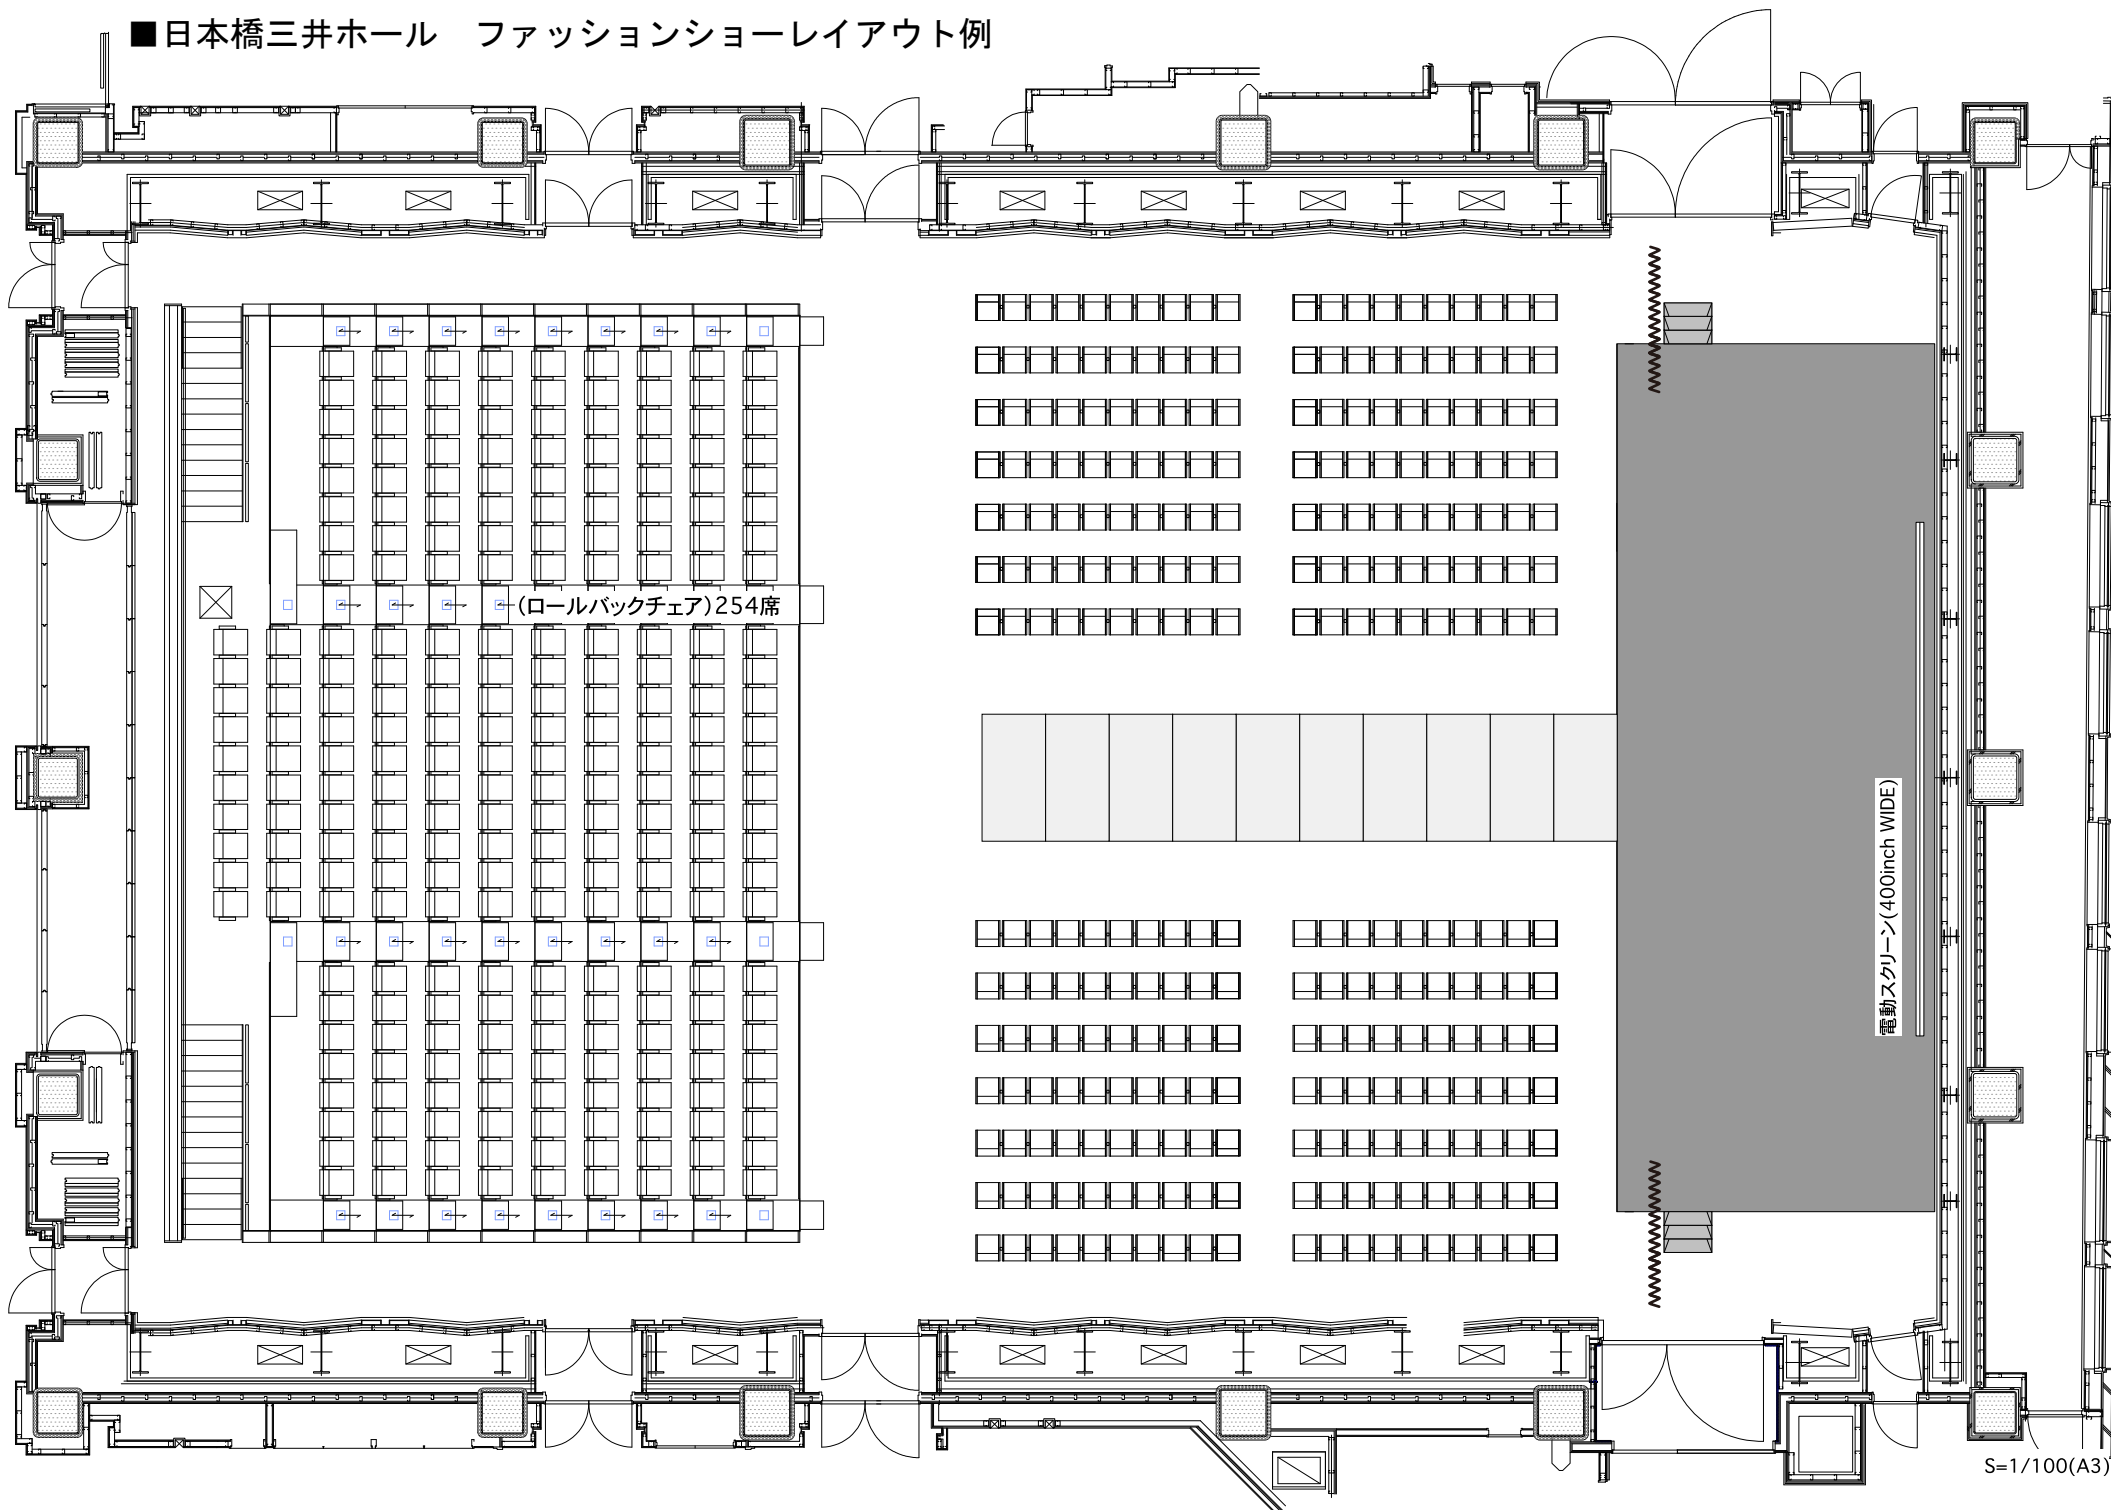 ■日本橋三井ホール　ファッションショーレイアウト例
(ロールバックチェア)254席
電動スクリーン(400inch WIDE)
S=1/100(A3)